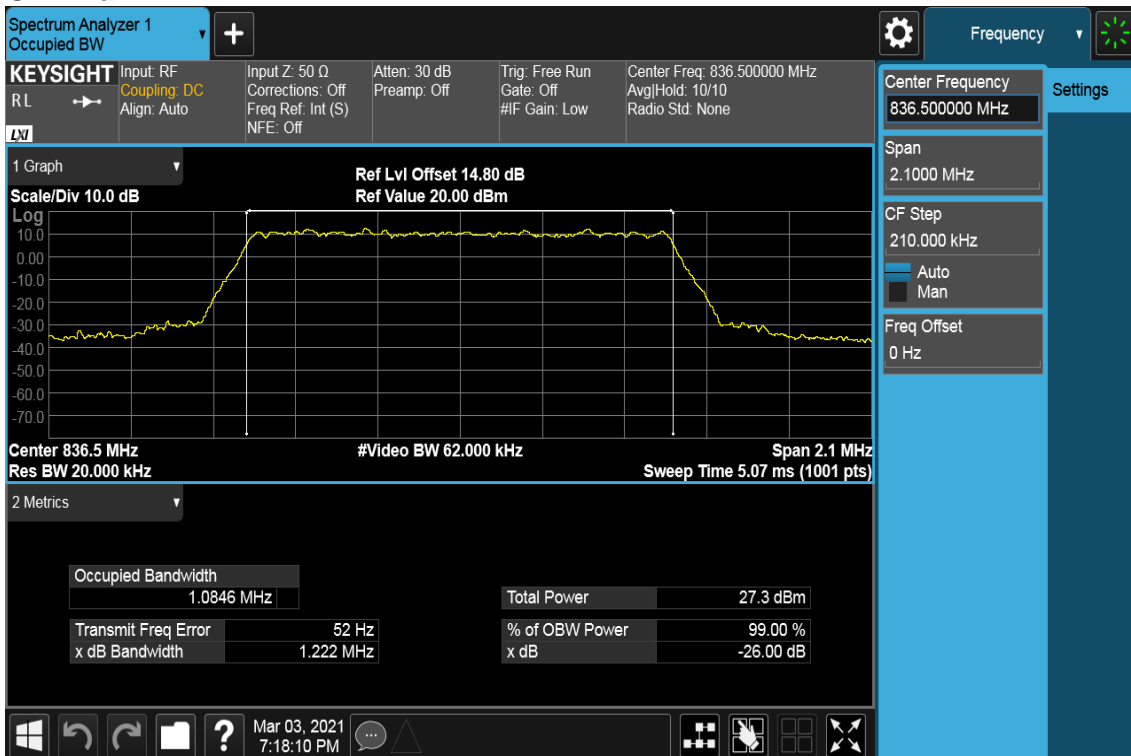 Spectrum Analyzer 1
Occupied BW
+
Frequency
KEYSIGHT
RL
LXI
Input: RF
Coupling: DC
Align: Auto
Input Z: 50 Ω
Corrections: Off
Freq Ref: Int (S)
NFE: Off
Atten: 30 dB
Preamp: Off
Trig: Free Run
Gate: Off
#IF Gain: Low
Center Freq: 836.500000 MHz
Avg|Hold: 10/10
Radio Std: None
Center Frequency
836.500000 MHz
Settings
Span
2.1000 MHz
CF Step
210.000 kHz
Auto
Man
Freq Offset
0 Hz
1 Graph
Scale/Div 10.0 dB
Ref Lvl Offset 14.80 dB
Ref Value 20.00 dBm
Log
10.0
0.00
-10.0
-20.0
-30.0
-40.0
-50.0
-60.0
-70.0
Center 836.5 MHz
Res BW 20.000 kHz
#Video BW 62.000 kHz
Span 2.1 MHz
Sweep Time 5.07 ms (1001 pts)
2 Metrics
Occupied Bandwidth
1.0846 MHz
Transmit Freq Error 52 Hz
x dB Bandwidth 1.222 MHz
Total Power 27.3 dBm
% of OBW Power 99.00 %
x dB -26.00 dB
?
Mar 03, 2021
7:18:10 PM